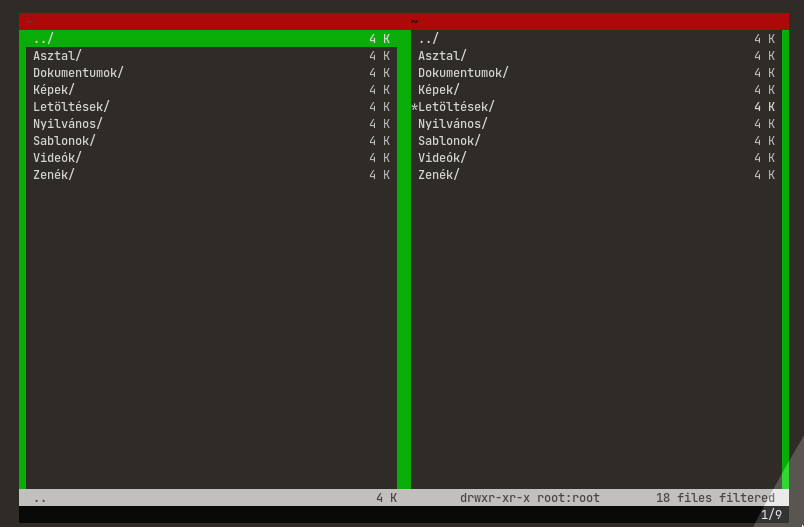 ~ ~
../ 4 K ../ 4 K
Asztal/ 4 K Asztal/ 4 K
Dokumentumok/ 4 K Dokumentumok/ 4 K
Képek/ 4 K Képek/ 4 K
Letöltések/ 4 K *Letöltések/ 4 K
Nyilvános/ 4 K Nyilvános/ 4 K
Sablonok/ 4 K Sablonok/ 4 K
Videók/ 4 K Videók/ 4 K
Zenék/ 4 K Zenék/ 4 K
.. 4 K drwxr-xr-x root:root 18 files filtered
1/9